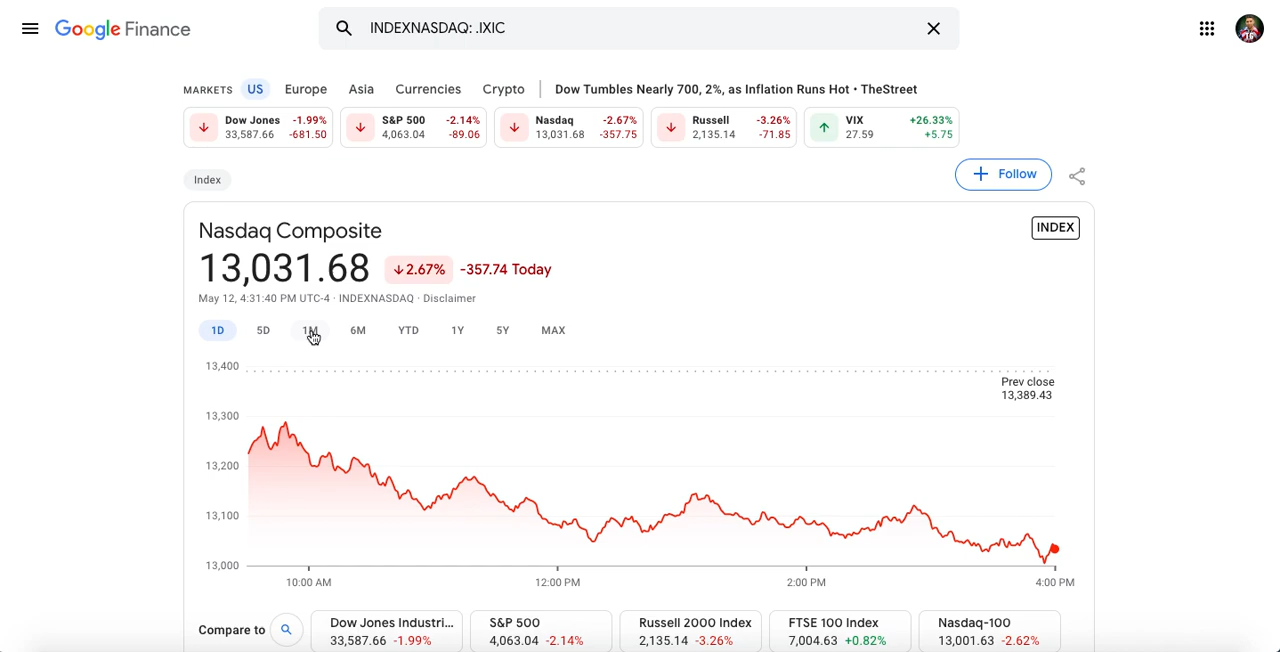 Google Finance
INDEXNASDAQ: .IXIC
MARKETS US Europe Asia Currencies Crypto Dow Tumbles Nearly 700, 2%, as Inflation Runs Hot • TheStreet
Dow Jones -1.99% S&P 500 -2.14% Nasdaq -2.67% Russell -3.26% VIX +26.33%
33,587.66 -681.50 4,063.04 -89.06 13,031.68 -357.75 2,135.14 -71.85 27.59 +5.75
Index
Follow
Nasdaq Composite
INDEX
13,031.68 ↓2.67% -357.74 Today
May 12, 4:31:40 PM UTC-4 · INDEXNASDAQ · Disclaimer
1D 5D 1M 6M YTD 1Y 5Y MAX
13,400
Prev close
13,389.43
13,300
13,200
13,100
13,000
10:00 AM 12:00 PM 2:00 PM 4:00 PM
Compare to
Dow Jones Industri... S&P 500 Russell 2000 Index FTSE 100 Index Nasdaq-100
33,587.66 -1.99% 4,063.04 -2.14% 2,135.14 -3.26% 7,004.63 +0.82% 13,001.63 -2.62%